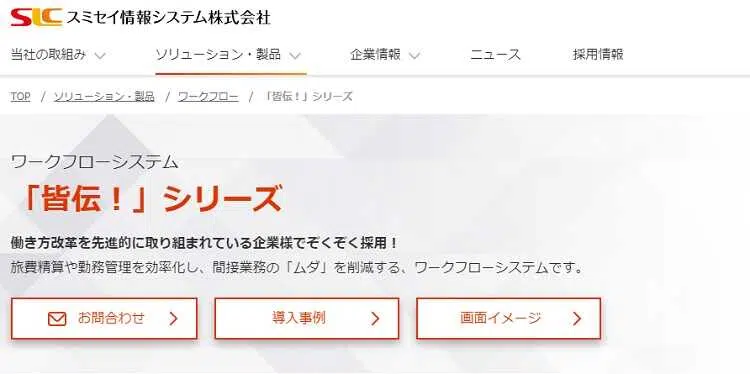 SLC スミセイ情報システム株式会社
当社の取組み ソリューション・製品 企業情報 ニュース 採用情報
TOP / ソリューション・製品 / ワークフロー / 「皆伝！」シリーズ
ワークフローシステム
「皆伝！」シリーズ
働き方改革を先進的に取り組まれている企業様でぞくぞく採用！
旅費精算や勤務管理を効率化し、間接業務の「ムダ」を削減する、ワークフローシステムです。
お問合わせ 導入事例 画面イメージ